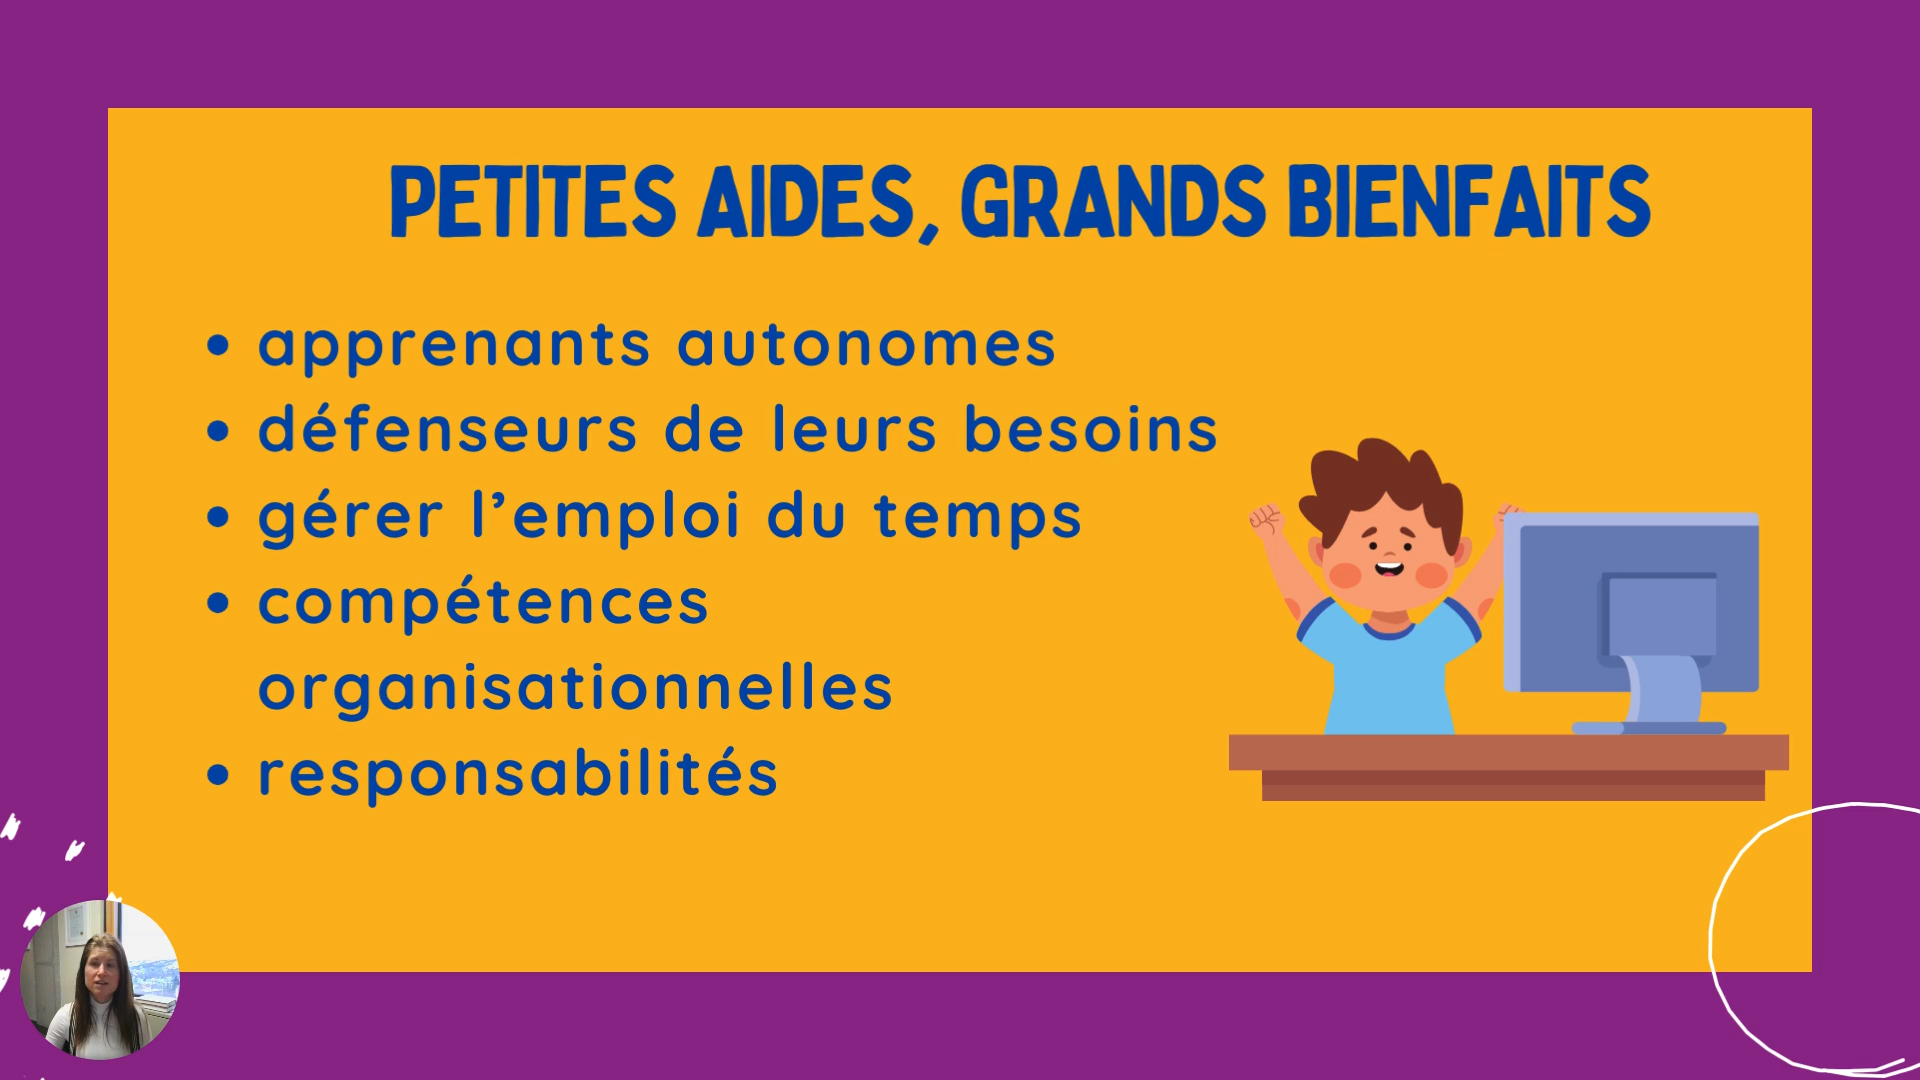 PETITES AIDES, GRANDS BIENFAITS
• apprenants autonomes
• défenseurs de leurs besoins
• gérer l’emploi du temps
• compétences
organisationnelles
• responsabilités